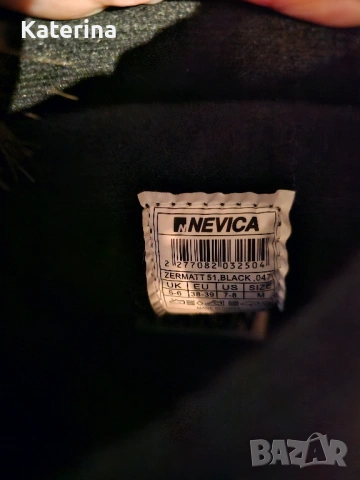 Katerina
NEVICA
2 277082 032504
ZERMATT 51,BLACK ,04,
UK EU US SIZE
5-6 38-39 7-8 M
BAZAR